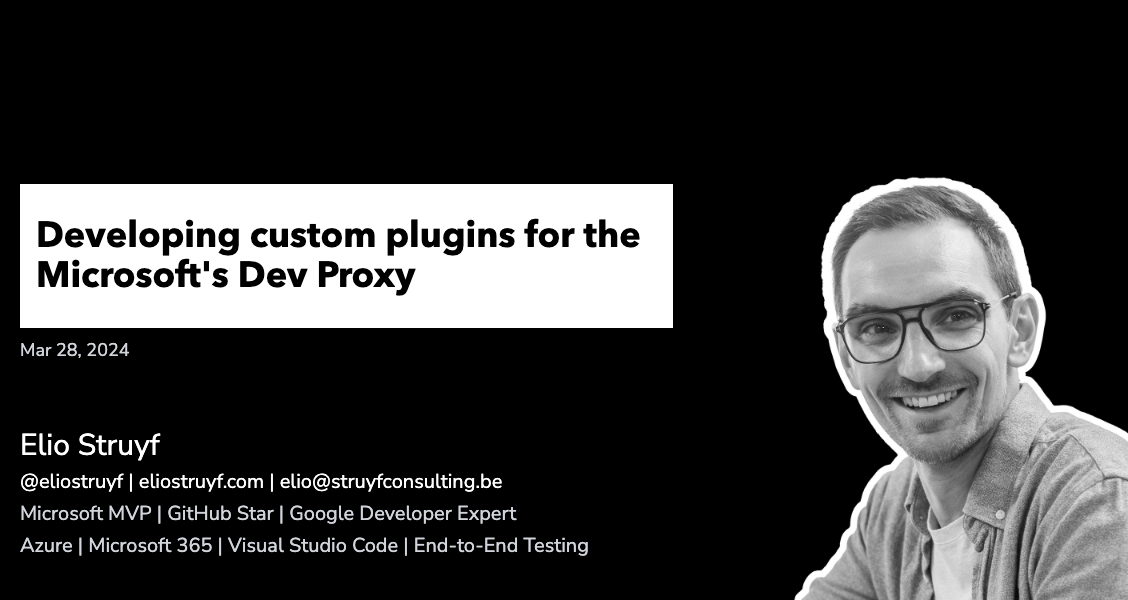 Developing custom plugins for the
Microsoft's Dev Proxy
Mar 28, 2024
Elio Struyf
@eliostruyf | eliostruyf.com | elio@struyfconsulting.be
Microsoft MVP | GitHub Star | Google Developer Expert
Azure | Microsoft 365 | Visual Studio Code | End-to-End Testing